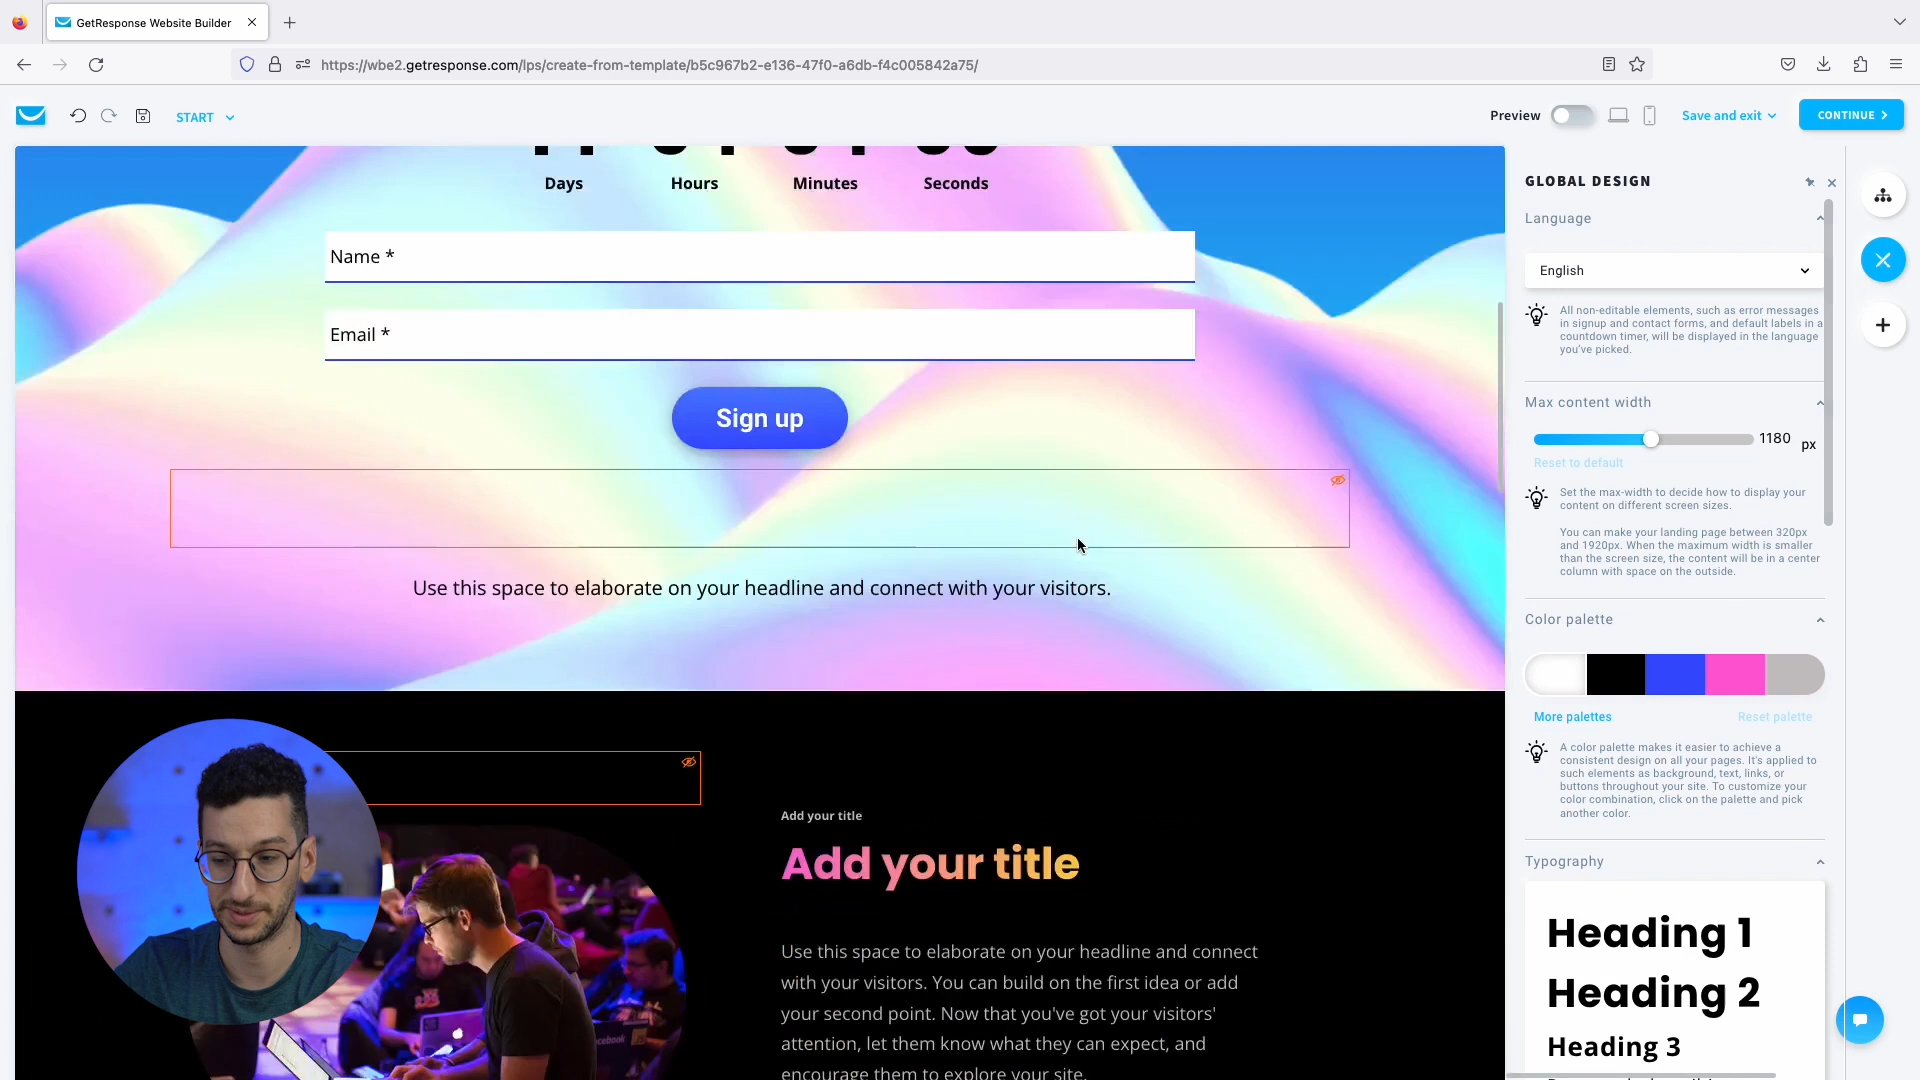 GetResponse Website Builder
https://wbe2.getresponse.com/lps/create-from-template/b5c967b2-e136-47f0-a6db-f4c005842a75/
START
Preview
Save and exit
CONTINUE
Days
Hours
Minutes
Seconds
Name *
Email *
Sign up
Use this space to elaborate on your headline and connect with your visitors.
Add your title
Add your title
Use this space to elaborate on your headline and connect
with your visitors. You can build on the first idea or add
your second point. Now that you've got your visitors'
attention, let them know what they can expect, and
encourage them to explore your site.
GLOBAL DESIGN
Language
English
All non-editable elements, such as error messages
in signup and contact forms, and default labels in a
countdown timer, will be displayed in the language
you've picked.
Max content width
1180
px
Reset to default
Set the max-width to decide how to display your
content on different screen sizes.
You can make your landing page between 320px
and 1920px. When the maximum width is smaller
than the screen size, the content will be in a center
column with space on the outside.
Color palette
More palettes
Reset palette
A color palette makes it easier to achieve a
consistent design on all your pages. It's applied to
such elements as background, text, links, or
buttons throughout your site. To customize your
color combination, click on the palette and pick
another color.
Typography
Heading 1
Heading 2
Heading 3